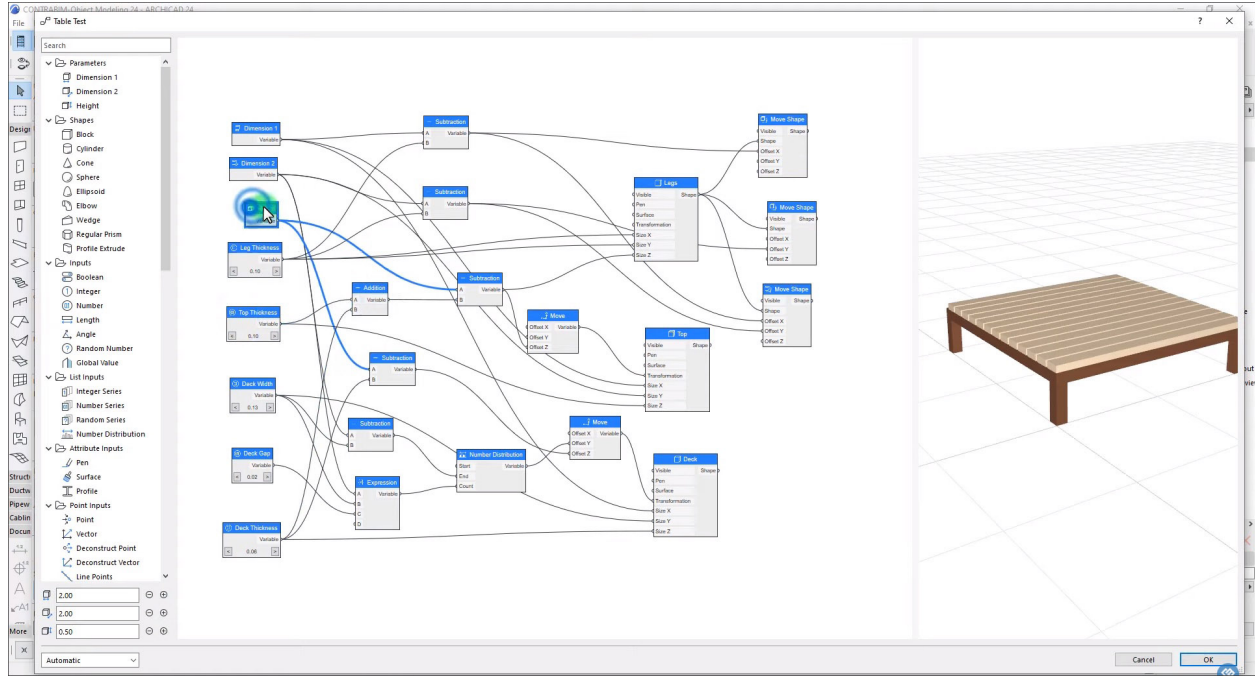 CONTRABIM-Object Modeling 24 - ARCHICAD 24
File
Table Test
?
Search
Parameters
Dimension 1
Dimension 2
Height
Shapes
Block
Cylinder
Cone
Sphere
Ellipsoid
Elbow
Wedge
Regular Prism
Profile Extrude
Inputs
Boolean
Integer
Number
Length
Angle
Random Number
Global Value
List Inputs
Integer Series
Number Series
Random Series
Number Distribution
Attribute Inputs
Pen
Surface
Profile
Point Inputs
Point
Vector
Deconstruct Point
Deconstruct Vector
Line Points
2.00
2.00
0.50
Automatic
Design
Struct
Ductw
Pipew
Cablin
Docun
More
Dimension 1
Variable
Dimension 2
Variable
Leg Thickness
Variable
< 0.10 >
Top Thickness
Variable
< 0.10 >
Deck Width
Variable
< 0.13 >
Deck Gap
Variable
< 0.02 >
Deck Thickness
Variable
< 0.06 >
Subtraction
A Variable
B
Subtraction
A Variable
B
Addition
A Variable
B
Subtraction
A Variable
B
Subtraction
A Variable
B
Subtraction
A Variable
B
Expression
A Variable
B
C
D
Number Distribution
Start Variable
End
Count
Move
Offset X Variable
Offset Y
Offset Z
Move
Offset X Variable
Offset Y
Offset Z
Legs
Visible Shape
Pen
Surface
Transformation
Size X
Size Y
Size Z
Top
Visible Shape
Pen
Surface
Transformation
Size X
Size Y
Size Z
Deck
Visible Shape
Pen
Surface
Transformation
Size X
Size Y
Size Z
Move Shape
Visible Shape
Shape
Offset X
Offset Y
Offset Z
Move Shape
Visible Shape
Shape
Offset X
Offset Y
Offset Z
Move Shape
Visible Shape
Shape
Offset X
Offset Y
Offset Z
Cancel
OK